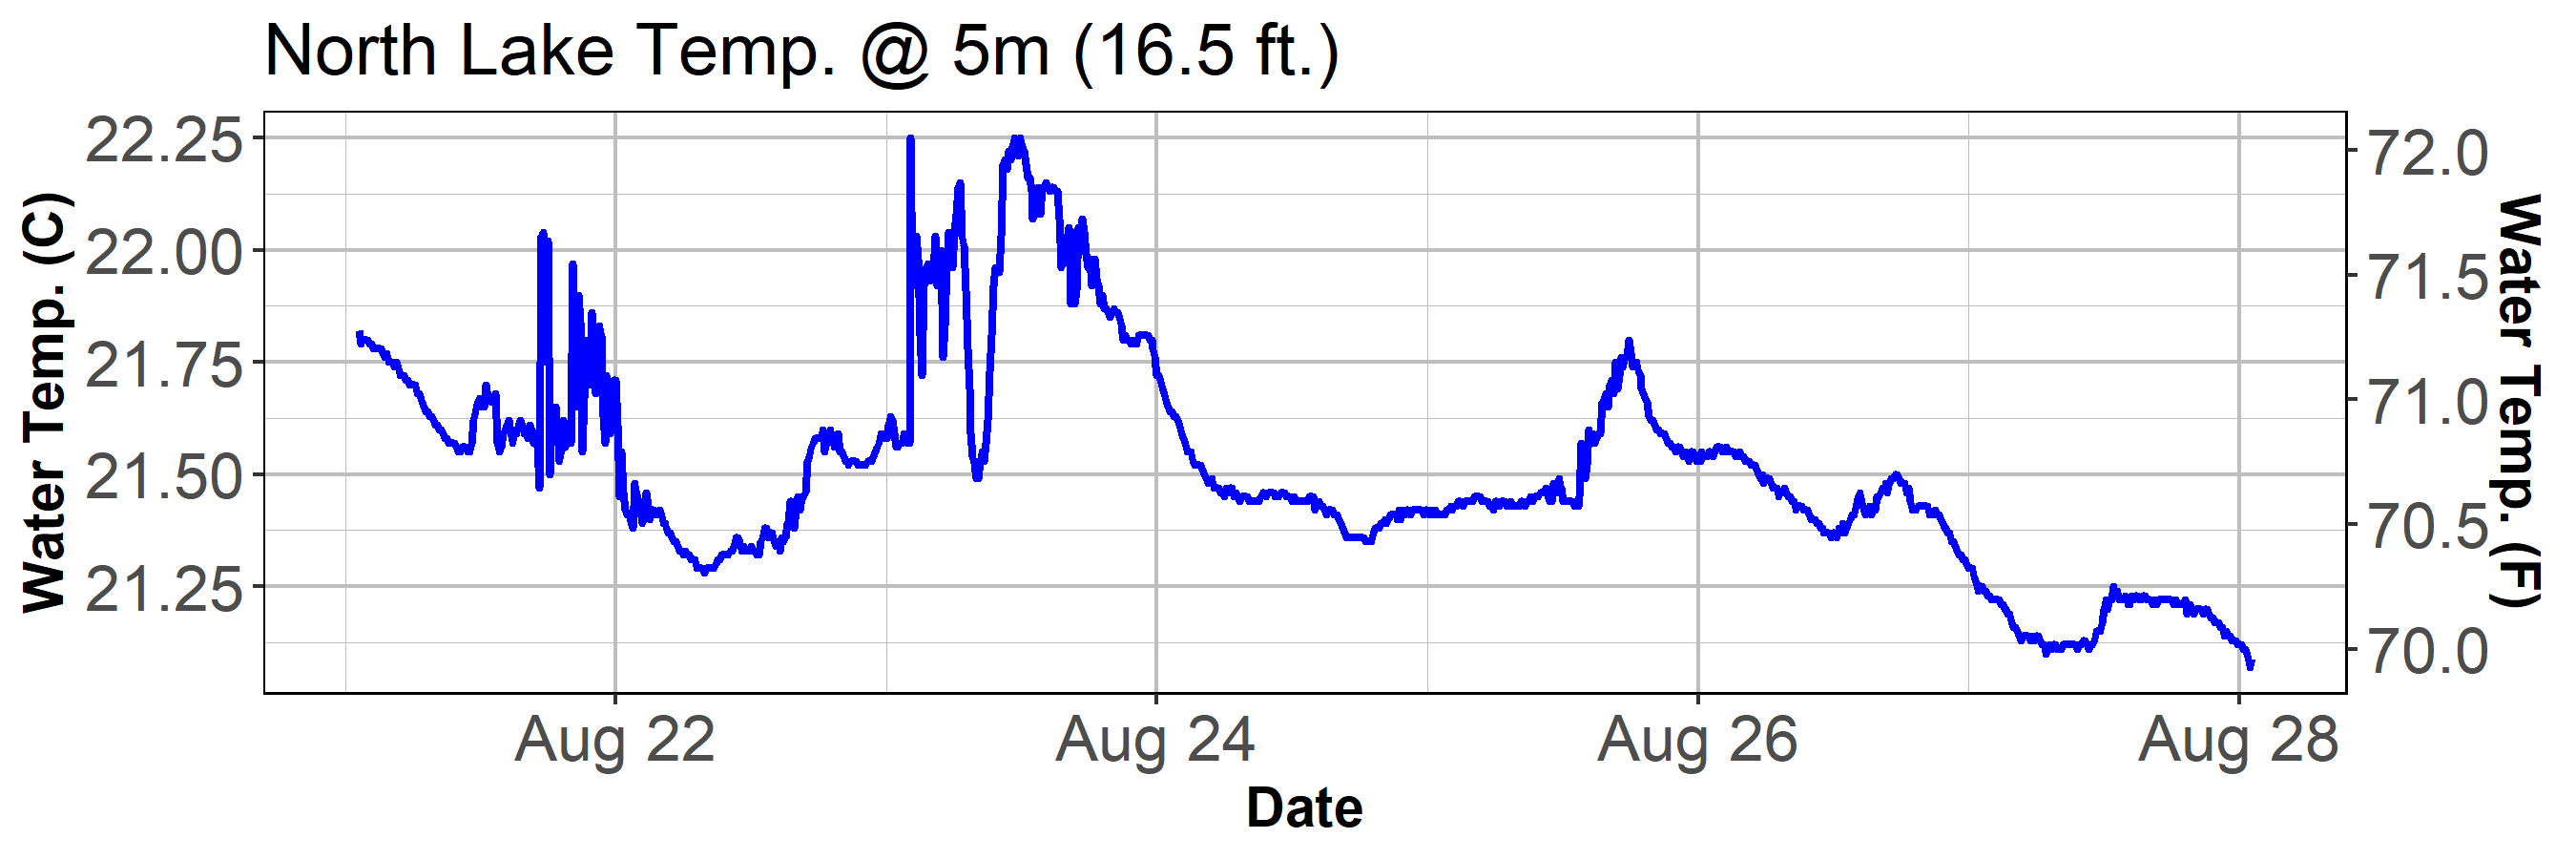 North Lake Temp. @ 5m (16.5 ft.)
Water Temp. (C)
22.25
22.00
21.75
21.50
21.25
72.0
71.5
71.0
70.5
70.0
Water Temp. (F)
Aug 22
Aug 24
Aug 26
Aug 28
Date